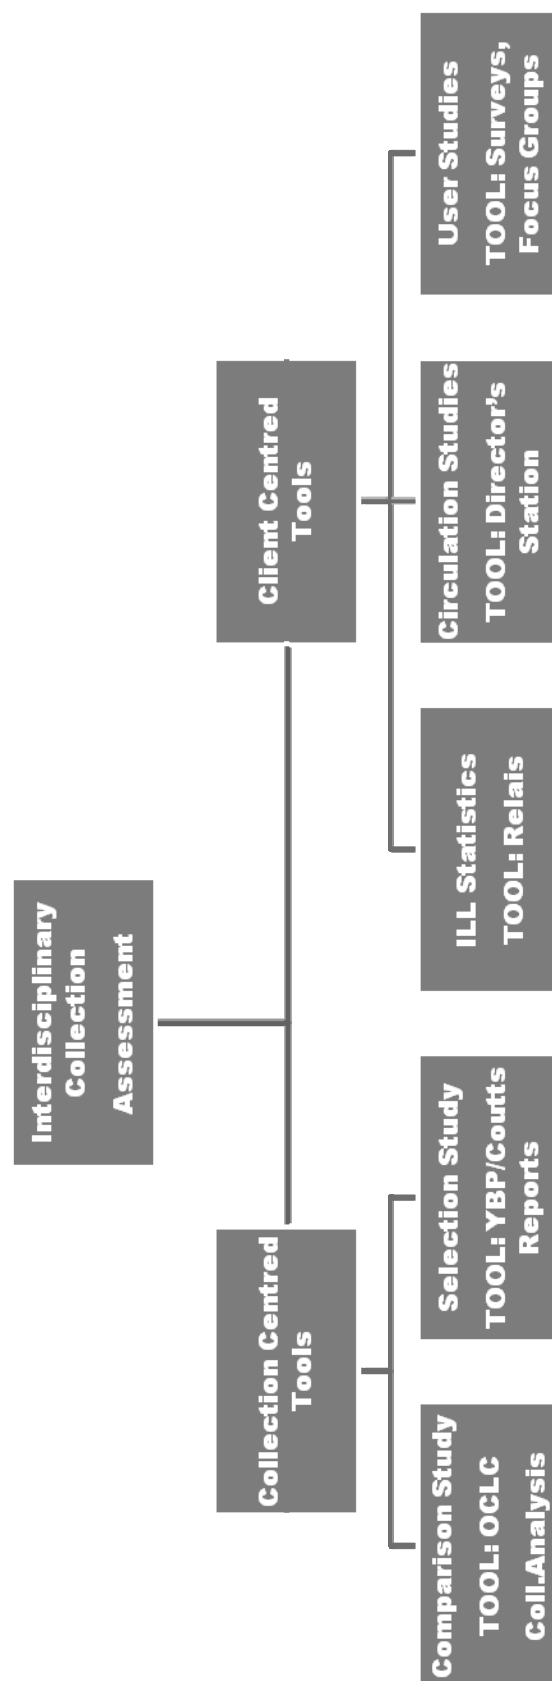 Interdisciplinary
Collection
Assessment
Collection Centred
Tools
Client Centred
Tools
Comparison Study
TOOL: OCLC
Coll.Analysis
Selection Study
TOOL: YBP/Coutts
Reports
ILL Statistics
TOOL: Relais
Circulation Studies
TOOL: Director's
Station
User Studies
TOOL: Surveys,
Focus Groups